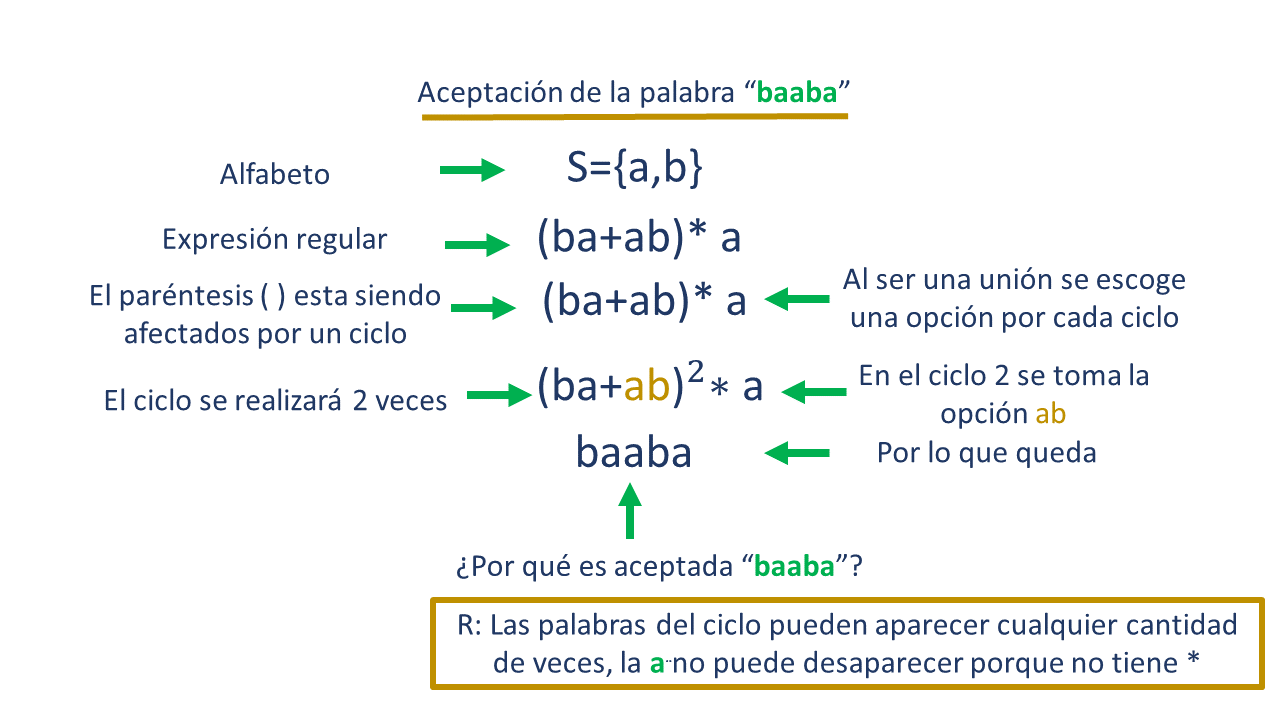 Aceptación de la palabra “baaba”
Alfabeto
S={a,b}
Expresión regular
(ba+ab)* a
El paréntesis ( ) esta siendo
afectados por un ciclo
(ba+ab)* a
Al ser una unión se escoge
una opción por cada ciclo
El ciclo se realizará 2 veces
(ba+ab)²* a
En el ciclo 2 se toma la
opción ab
baaba
Por lo que queda
¿Por qué es aceptada “baaba”?
R: Las palabras del ciclo pueden aparecer cualquier cantidad
de veces, la a no puede desaparecer porque no tiene *